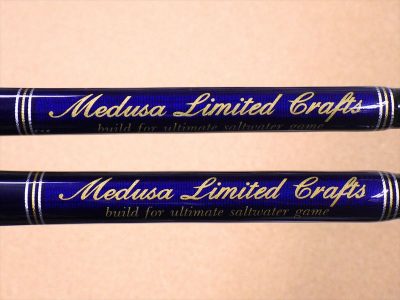 Medusa Limited Crafts
build for ultimate saltwater game
Medusa Limited Crafts
build for ultimate saltwater game